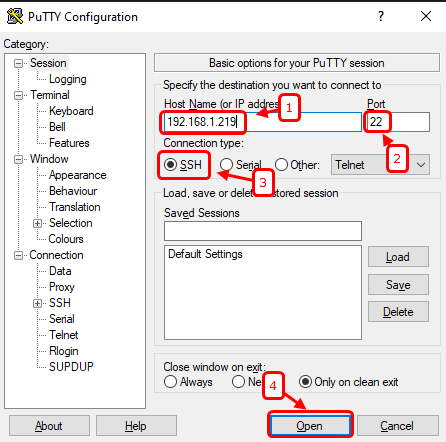 PuTTY Configuration
Category:
Session
Logging
Terminal
Keyboard
Bell
Features
Window
Appearance
Behaviour
Translation
Selection
Colours
Connection
Data
Proxy
SSH
Serial
Telnet
Rlogin
SUPDUP
Basic options for your PuTTY session
Specify the destination you want to connect to
Host Name (or IP address
1
Port
192.168.1.219
22
2
Connection type:
SSH
Serial
Other:
Telnet
3
Load, save or delete stored session
Saved Sessions
Default Settings
Load
Save
Delete
Close window on exit:
4
Always
Only on clean exit
About
Help
Open
Cancel